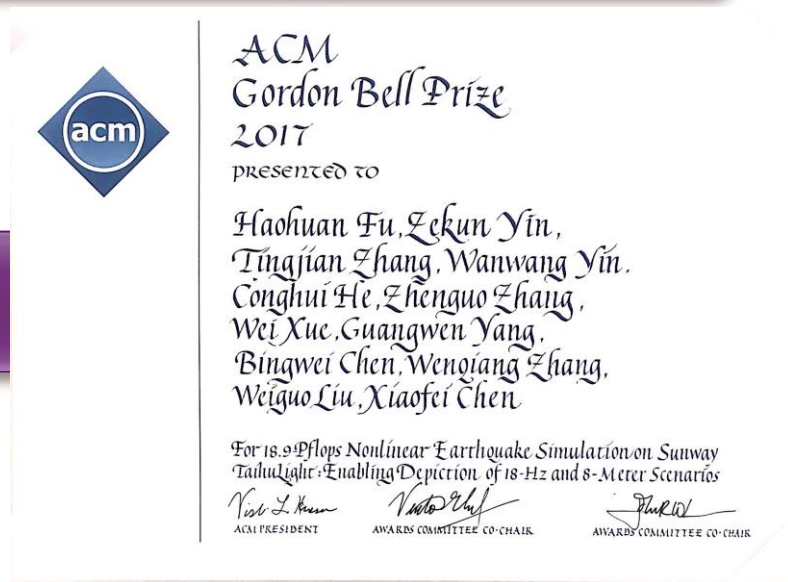 acm
ACM
Gordon Bell Prize
2017
PRESENTED TO
Haohuan Fu, Zekun Yin,
Tingjian Zhang, Wanwang Yin,
Conghui He, Zhenguo Zhang,
Wei Xue, Guangwen Yang,
Bingwei Chen, Wenqiang Zhang,
Weiguo Liu, Xiaofei Chen
For 18.9Pflops Nonlinear Earthquake Simulation on Sunway
TaihuLight: Enabling Depiction of 18-Hz and 8-Meter Scenarios
ACM PRESIDENT
AWARDS COMMITTEE CO-CHAIR
AWARDS COMMITTEE CO-CHAIR